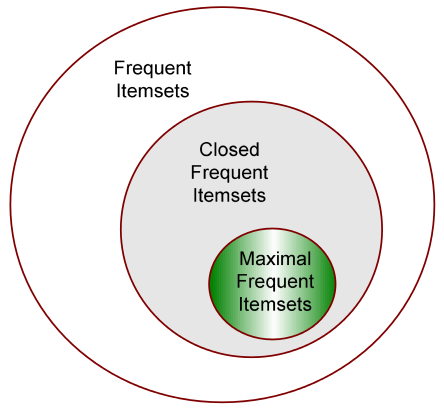 Frequent
Itemsets
Closed
Frequent
Itemsets
Maximal
Frequent
Itemsets